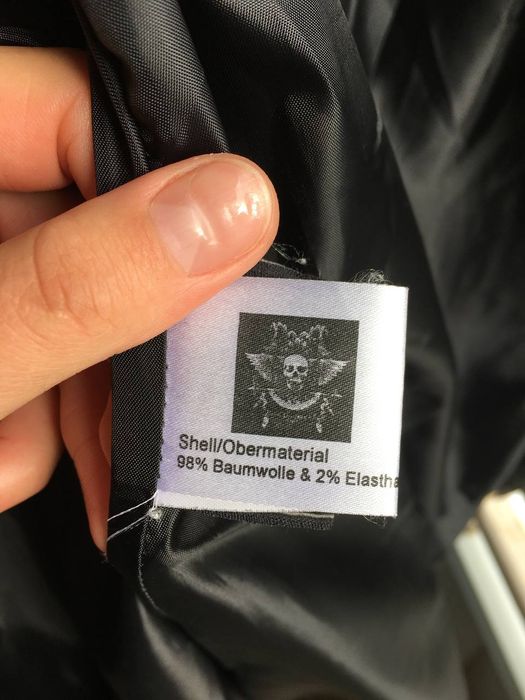 Shell/Obermaterial
98% Baumwolle & 2% Elastha